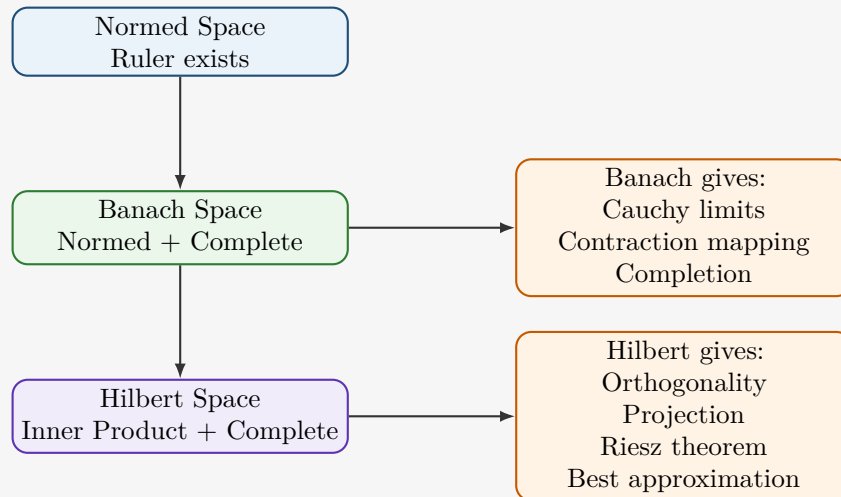 Normed Space
Ruler exists
Banach Space
Normed + Complete
Banach gives:
Cauchy limits
Contraction mapping
Completion
Hilbert Space
Inner Product + Complete
Hilbert gives:
Orthogonality
Projection
Riesz theorem
Best approximation